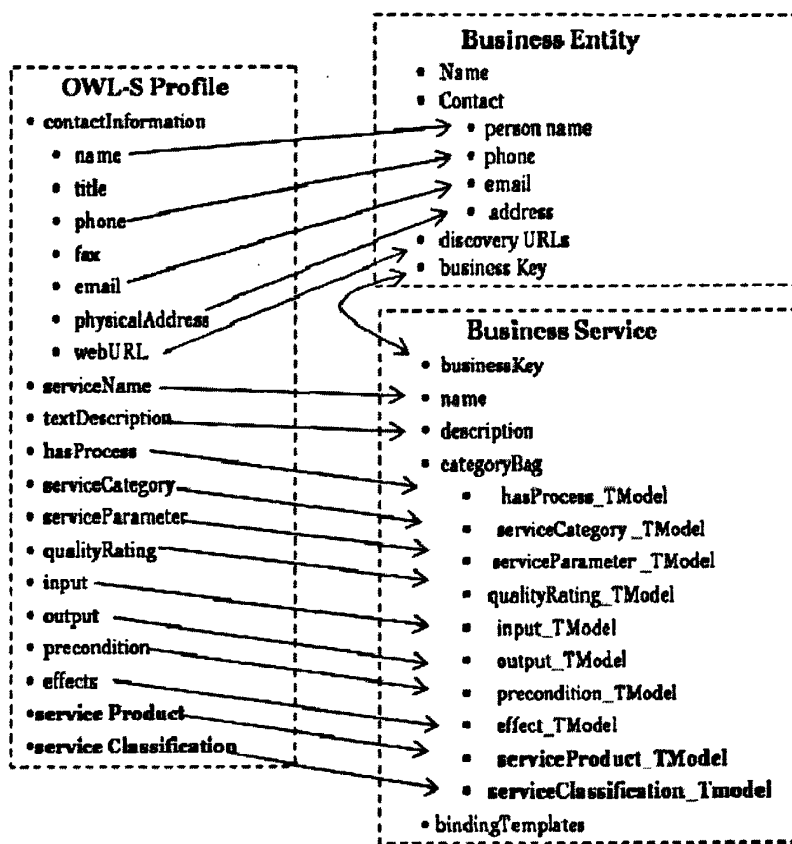 OWL-S Profile
• contactInformation
• name
• title
• phone
• fax
• email
• physicalAddress
• webURL
• serviceName
• textDescription
• hasProcess
• serviceCategory
• serviceParameter
• qualityRating
• input
• output
• precondition
• effects
•service Product
•service Classification
Business Entity
• Name
• Contact
• person name
• phone
• email
• address
• discovery URLs
• business Key
Business Service
• businessKey
• name
• description
• categoryBag
• hasProcess_TModel
• serviceCategory_TModel
• serviceParameter_TModel
• qualityRating_TModel
• input_TModel
• output_TModel
• precondition_TModel
• effect_TModel
• serviceProduct_TModel
• serviceClassification_Tmodel
• bindingTemplates